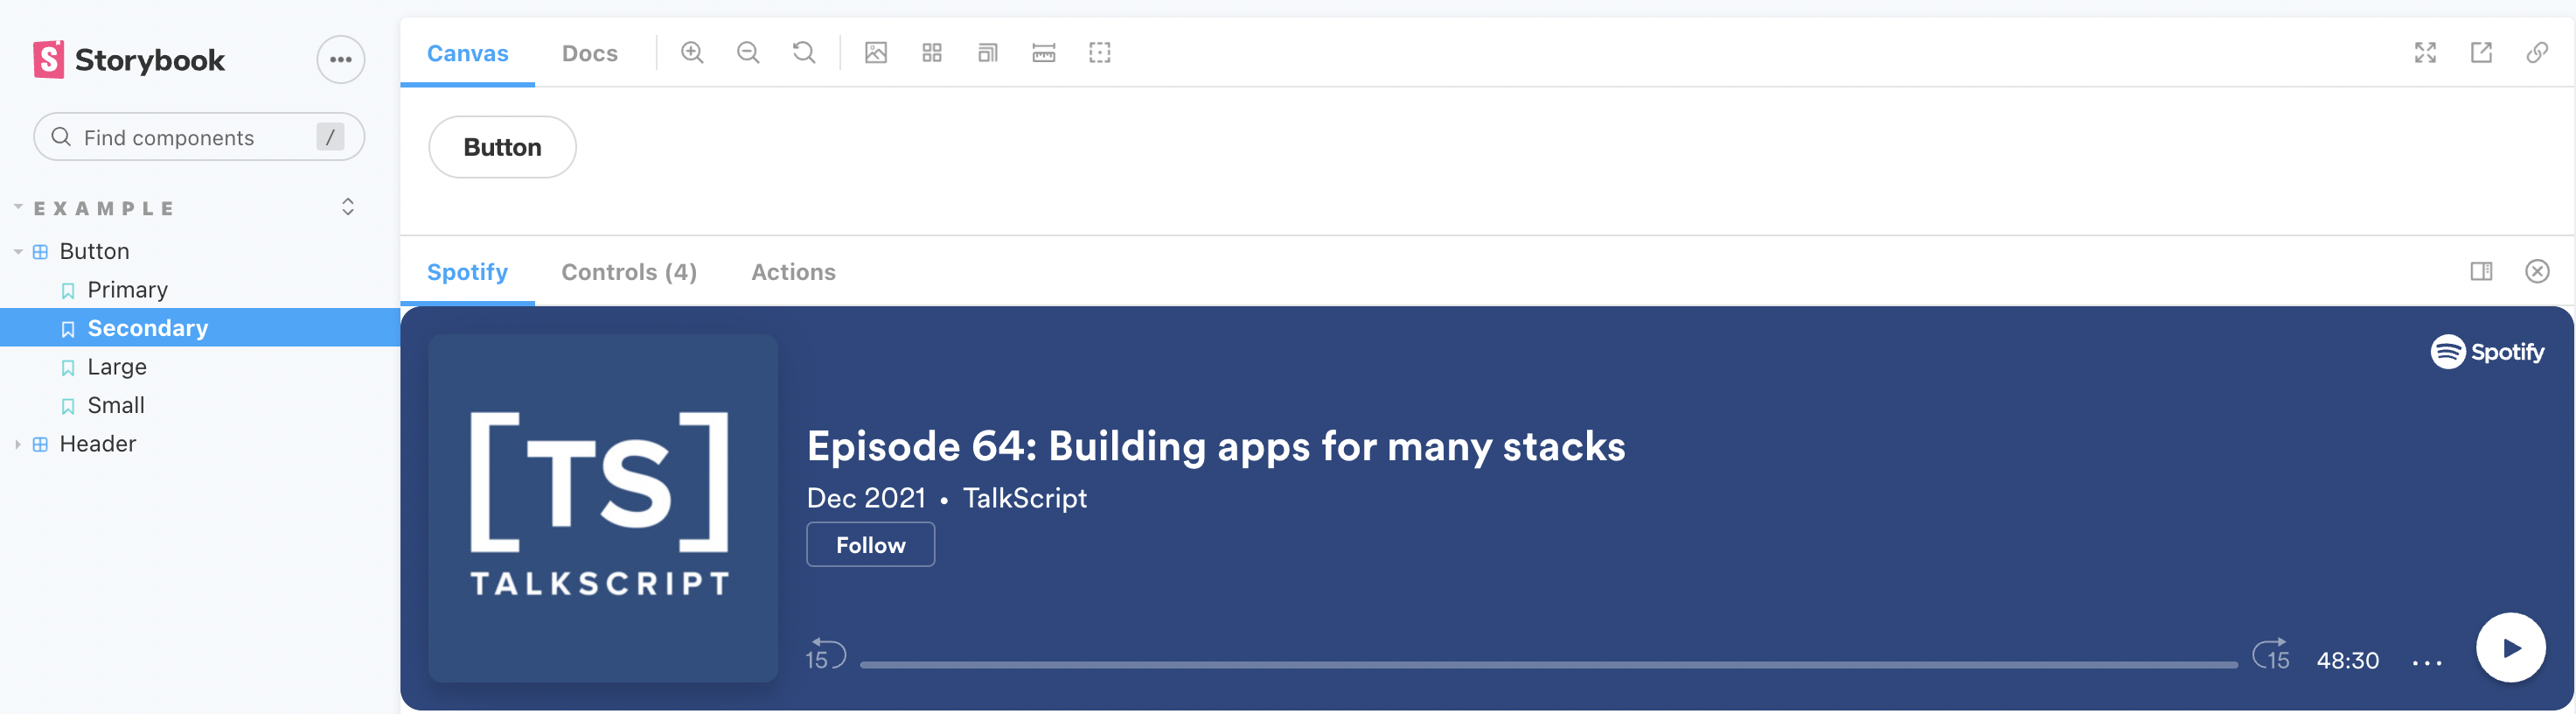 Storybook
Find components /
EXAMPLE
Button
Primary
Secondary
Large
Small
Header
Canvas Docs
Button
Spotify Controls (4) Actions
[TS]
TALKSCRIPT
Spotify
Episode 64: Building apps for many stacks
Dec 2021 • TalkScript
Follow
15 15 48:30